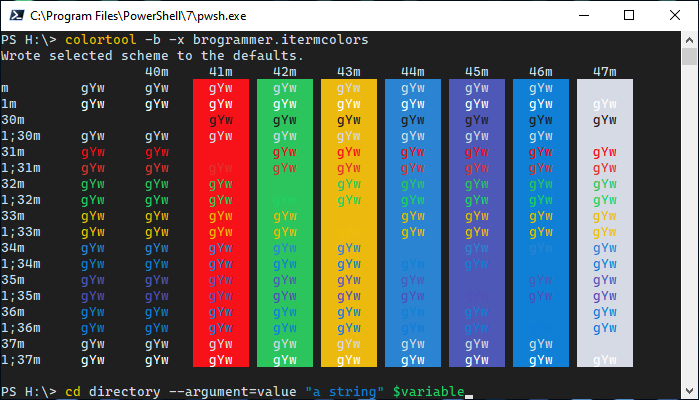 C:\Program Files\PowerShell\7\pwsh.exe
PS H:\> colortool -b -x brogrammer.itermcolors
Wrote selected scheme to the defaults.
40m 41m 42m 43m 44m 45m 46m 47m
m gYw gYw gYw gYw gYw gYw gYw gYw
1m gYw gYw gYw gYw gYw gYw gYw gYw gYw
30m gYw gYw gYw gYw gYw gYw gYw
1;30m gYw gYw gYw gYw gYw gYw gYw gYw
31m gYw gYw gYw gYw gYw gYw gYw gYw
1;31m gYw gYw gYw gYw gYw gYw gYw gYw gYw
32m gYw gYw gYw gYw gYw gYw gYw gYw
1;32m gYw gYw gYw gYw gYw gYw gYw gYw
33m gYw gYw gYw gYw gYw gYw gYw gYw
1;33m gYw gYw gYw gYw gYw gYw gYw gYw
34m gYw gYw gYw gYw gYw gYw gYw gYw
1;34m gYw gYw gYw gYw gYw gYw gYw gYw gYw
35m gYw gYw gYw gYw gYw gYw gYw gYw
1;35m gYw gYw gYw gYw gYw gYw gYw gYw gYw
36m gYw gYw gYw gYw gYw gYw gYw gYw
1;36m gYw gYw gYw gYw gYw gYw gYw gYw
37m gYw gYw gYw gYw gYw gYw gYw gYw
1;37m gYw gYw gYw gYw gYw gYw gYw gYw gYw
PS H:\> cd directory --argument=value "a string" $variable